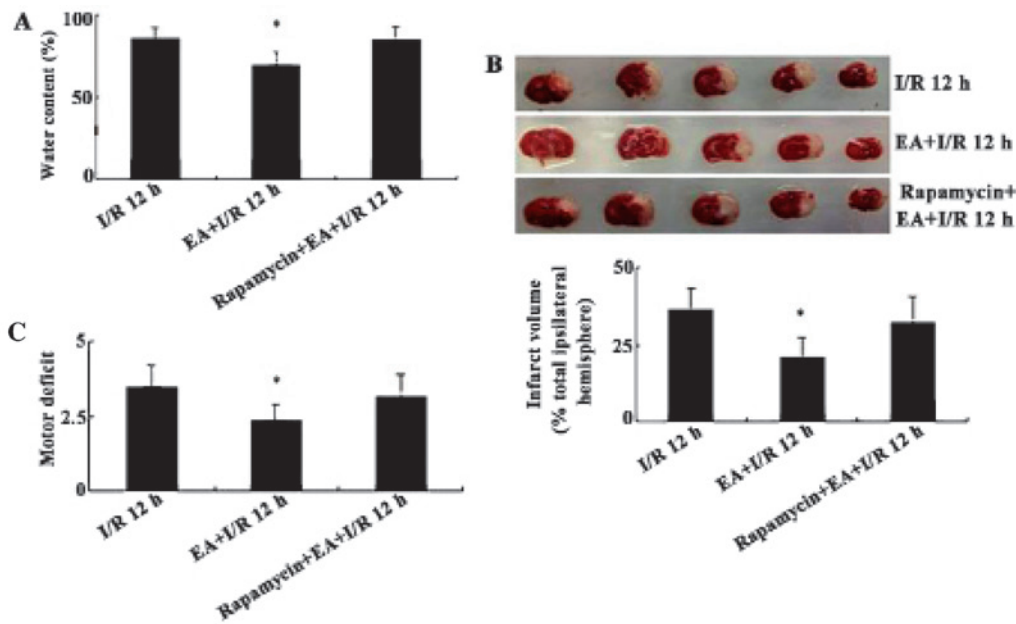 A
100
50
0
Water content (%)
*
I/R 12 h
EA+I/R 12 h
Rapamycin+EA+I/R 12 h
B
I/R 12 h
EA+I/R 12 h
Rapamycin+
EA+I/R 12 h
50
25
0
Infarct volume
(% total ipsilateral
hemisphere)
*
I/R 12 h
EA+I/R 12 h
Rapamycin+EA+I/R 12 h
C
5
2.5
0
Motor deficit
*
I/R 12 h
EA+I/R 12 h
Rapamycin+EA+I/R 12 h